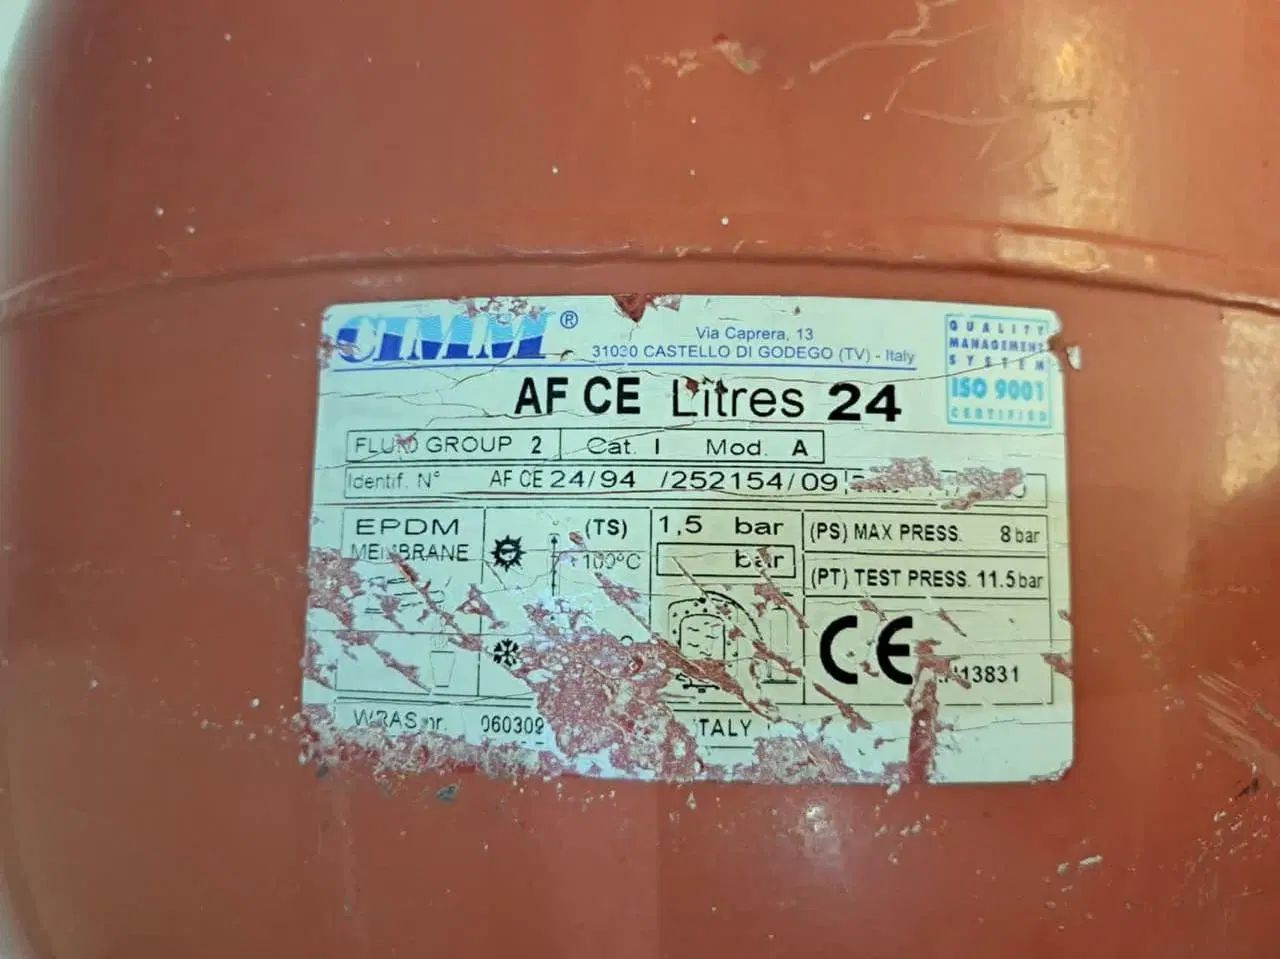 CIMM ®
Via Caprera, 13
31030 CASTELLO DI GODEGO (TV) - Italy
QUALITY
MANAGEMENT
SYSTEM
ISO 9001
CERTIFIED
AF CE Litres 24
FLUID GROUP 2 Cat. I Mod. A
Identif. N° AF CE 24/94 /252154/09
EPDM
MEMBRANE
(TS)
+100°C
1,5 bar
bar
(PS) MAX PRESS. 8 bar
(PT) TEST PRESS. 11.5 bar
CE
13831
WRAS nr. 060309
ITALY